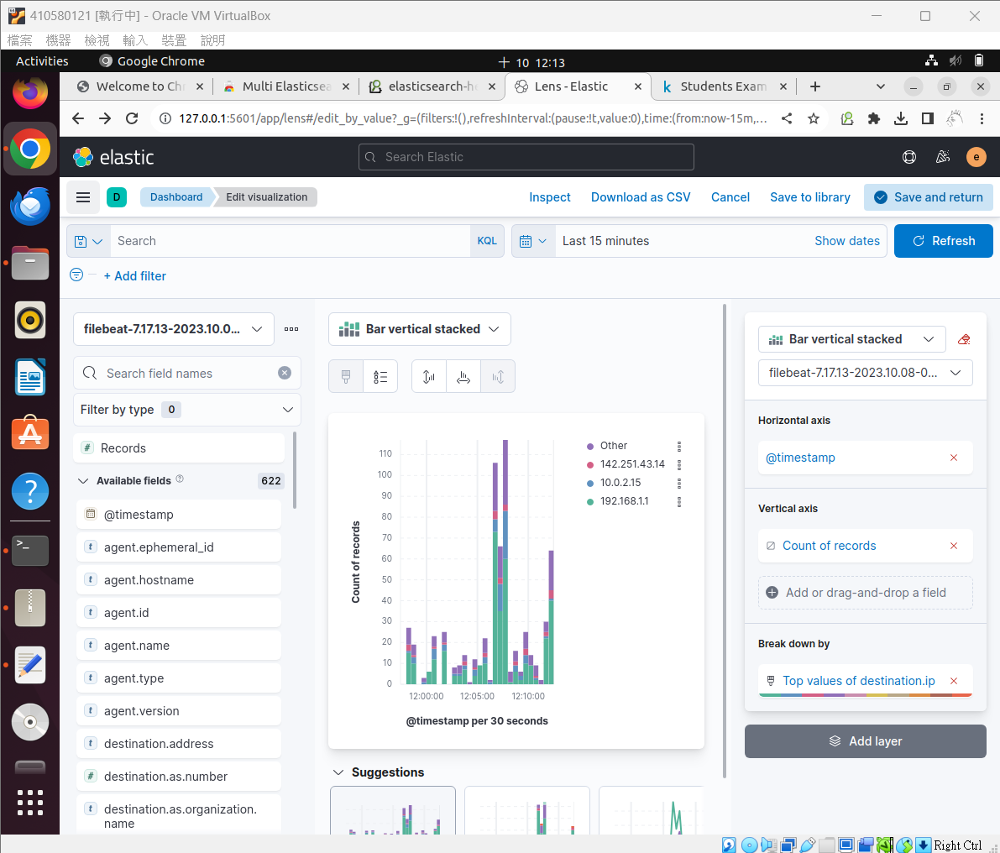 410580121 [執行中] - Oracle VM VirtualBox
檔案 機器 檢視 輸入 裝置 說明
Activities Google Chrome 十 10 12:13
Welcome to Ch Multi Elasticsea elasticsearch-he Lens - Elastic Students Exam
127.0.0.1:5601/app/lens#/edit_by_value?_g=(filters:!(),refreshInterval:(pause:!t,value:0),time:(from:now-15m,...
elastic Search Elastic e
D Dashboard Edit visualization Inspect Download as CSV Cancel Save to library Save and return
Search KQL Last 15 minutes Show dates Refresh
+ Add filter
filebeat-7.17.13-2023.10.0...
Search field names
Filter by type 0
# Records
Available fields 622
@timestamp
t agent.ephemeral_id
t agent.hostname
t agent.id
t agent.name
t agent.type
t agent.version
t destination.address
# destination.as.number
t destination.as.organization.
name
Bar vertical stacked
Count of records
110
100
90
80
70
60
50
40
30
20
10
0
12:00:00 12:05:00 12:10:00
@timestamp per 30 seconds
Other
142.251.43.14
10.0.2.15
192.168.1.1
Suggestions
Bar vertical stacked
filebeat-7.17.13-2023.10.08-0...
Horizontal axis
@timestamp
Vertical axis
Count of records
Add or drag-and-drop a field
Break down by
Top values of destination.ip
Add layer
Right Ctrl